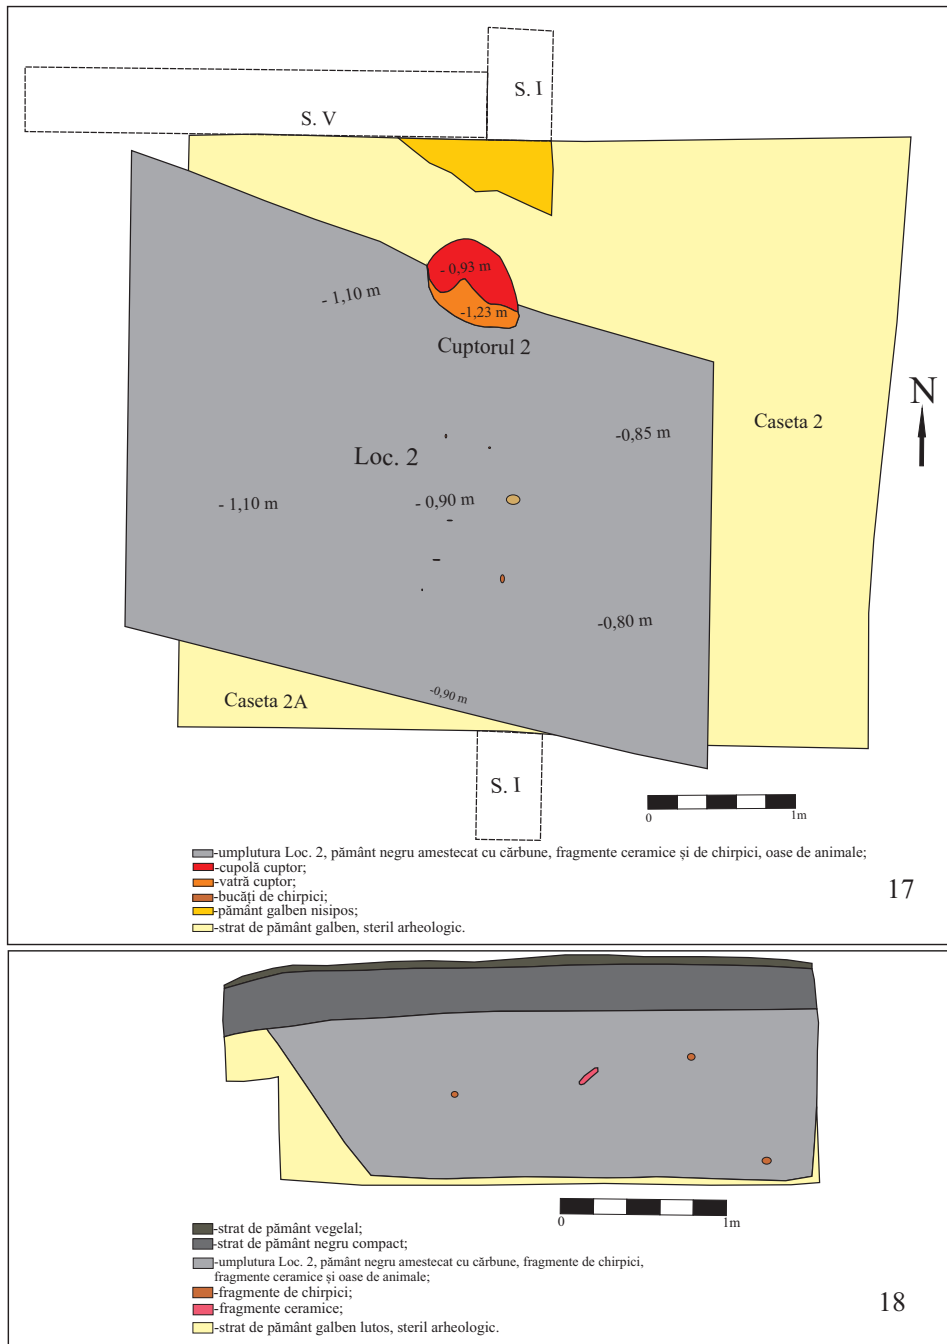 S. I
S. V
- 0,93 m
- 1,10 m
-1,23 m
Cuptorul 2
N
Caseta 2
-0,85 m
Loc. 2
- 1,10 m
- 0,90 m
-0,80 m
Caseta 2A
-0,90 m
S. I
0
1m
-umplutura Loc. 2, pământ negru amestecat cu cărbune, fragmente ceramice și de chirpici, oase de animale;
-cupolă cuptor;
-vatră cuptor;
-bucăți de chirpici;
-pământ galben nisipos;
-strat de pământ galben, steril arheologic.
17
0
1m
-strat de pământ vegelal;
-strat de pământ negru compact;
-umplutura Loc. 2, pământ negru amestecat cu cărbune, fragmente de chirpici,
fragmente ceramice și oase de animale;
-fragmente de chirpici;
-fragmente ceramice;
-strat de pământ galben lutos, steril arheologic.
18